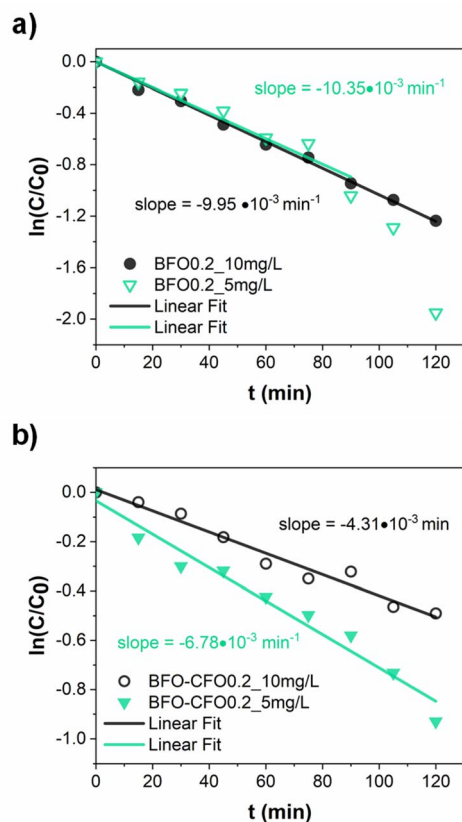 a)
0.0
-0.4
-0.8
-1.2
-1.6
-2.0
ln(C/C0)
slope = -10.35•10-3 min-1
slope = -9.95 •10-3 min-1
BFO0.2_10mg/L
BFO0.2_5mg/L
Linear Fit
Linear Fit
0 20 40 60 80 100 120
t (min)
b)
0.0
-0.2
-0.4
-0.6
-0.8
-1.0
ln(C/C0)
slope = -4.31•10-3 min
slope = -6.78•10-3 min-1
BFO-CFO0.2_10mg/L
BFO-CFO0.2_5mg/L
Linear Fit
Linear Fit
0 20 40 60 80 100 120
t (min)